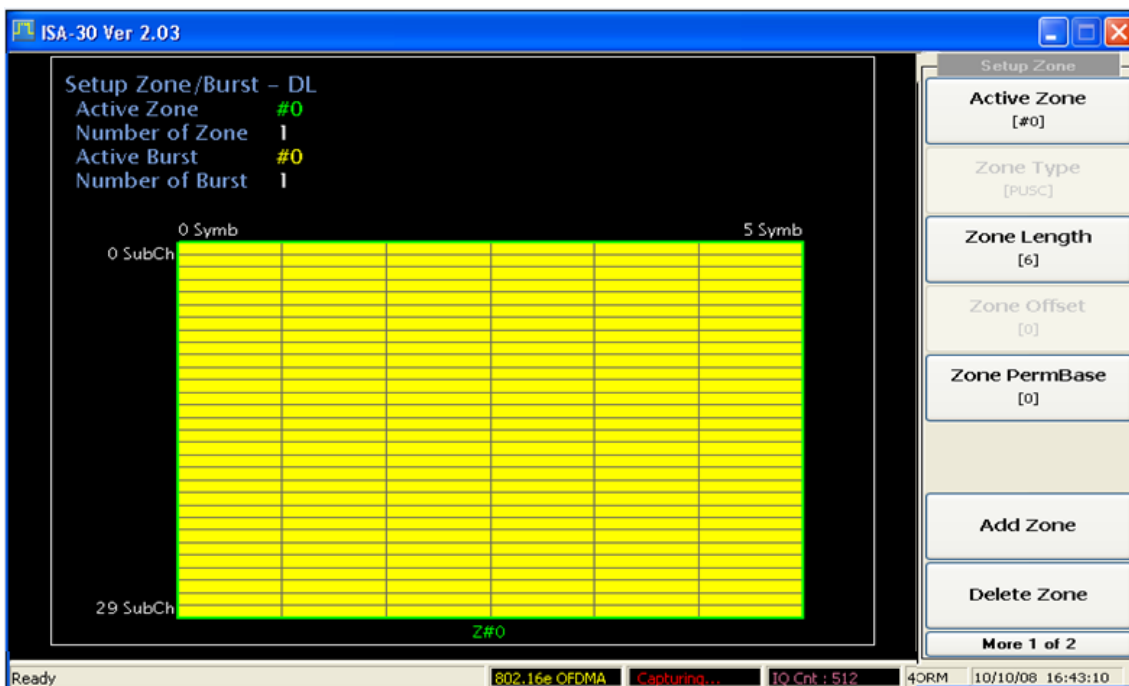 ISA-30 Ver 2.03
Setup Zone/Burst - DL
Active Zone #0
Number of Zone 1
Active Burst #0
Number of Burst 1
0 Symb 5 Symb
0 SubCh
29 SubCh
Z#0
Setup Zone
Active Zone
[#0]
Zone Type
[PUSC]
Zone Length
[6]
Zone Offset
[0]
Zone PermBase
[0]
Add Zone
Delete Zone
More 1 of 2
Ready 802.16e OFDMA Capturing... IQ Cnt : 512 10/10/08 16:43:10